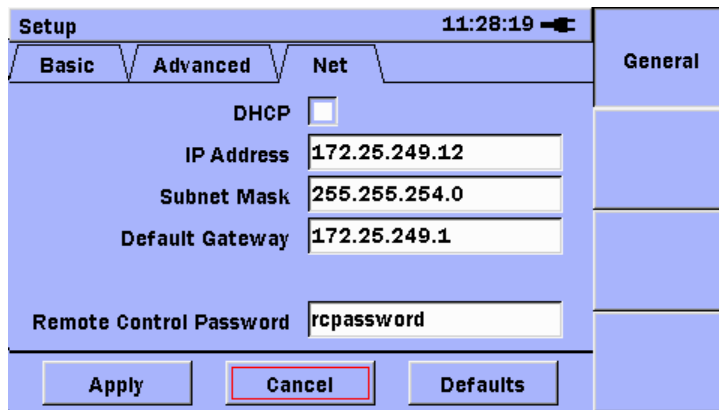 Setup 11:28:19
General
Basic Advanced Net
DHCP
IP Address 172.25.249.12
Subnet Mask 255.255.254.0
Default Gateway 172.25.249.1
Remote Control Password rcpassword
Apply Cancel Defaults